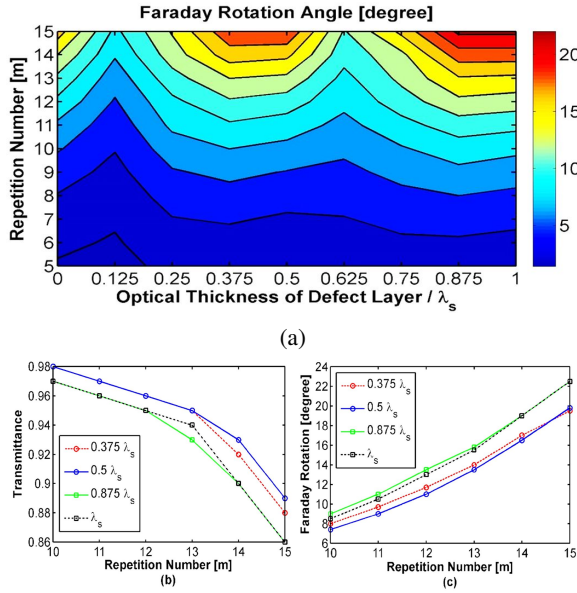 Faraday Rotation Angle [degree]
Repetition Number [m]
15
14
13
12
11
10
9
8
7
6
5
0 0.125 0.25 0.375 0.5 0.625 0.75 0.875 1
Optical Thickness of Defect Layer / λs
20
15
10
5
(a)
Transmittance
0.98
0.96
0.94
0.92
0.9
0.88
0.86
0.375 λs
0.5 λs
0.875 λs
λs
10 11 12 13 14 15
Repetition Number [m]
(b)
Faraday Rotation [degree]
24
22
20
18
16
14
12
10
8
6
0.375 λs
0.5 λs
0.875 λs
λs
10 11 12 13 14 15
Repetition Number [m]
(c)